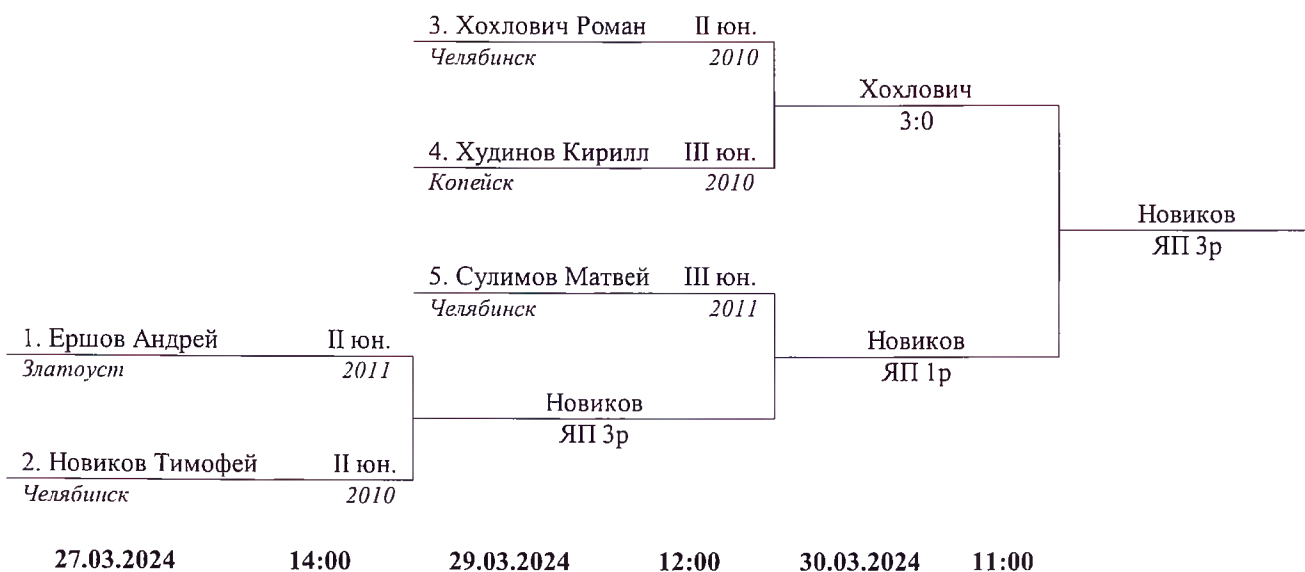 3. Хохлович Роман II юн.
Челябинск 2010
Хохлович
3:0
4. Худинов Кирилл III юн.
Копейск 2010
Новиков
ЯП 3р
5. Сулимов Матвей III юн.
Челябинск 2011
1. Ершов Андрей II юн.
Златоуст 2011
Новиков
ЯП 1р
Новиков
ЯП 3р
2. Новиков Тимофей II юн.
Челябинск 2010
27.03.2024 14:00 29.03.2024 12:00 30.03.2024 11:00